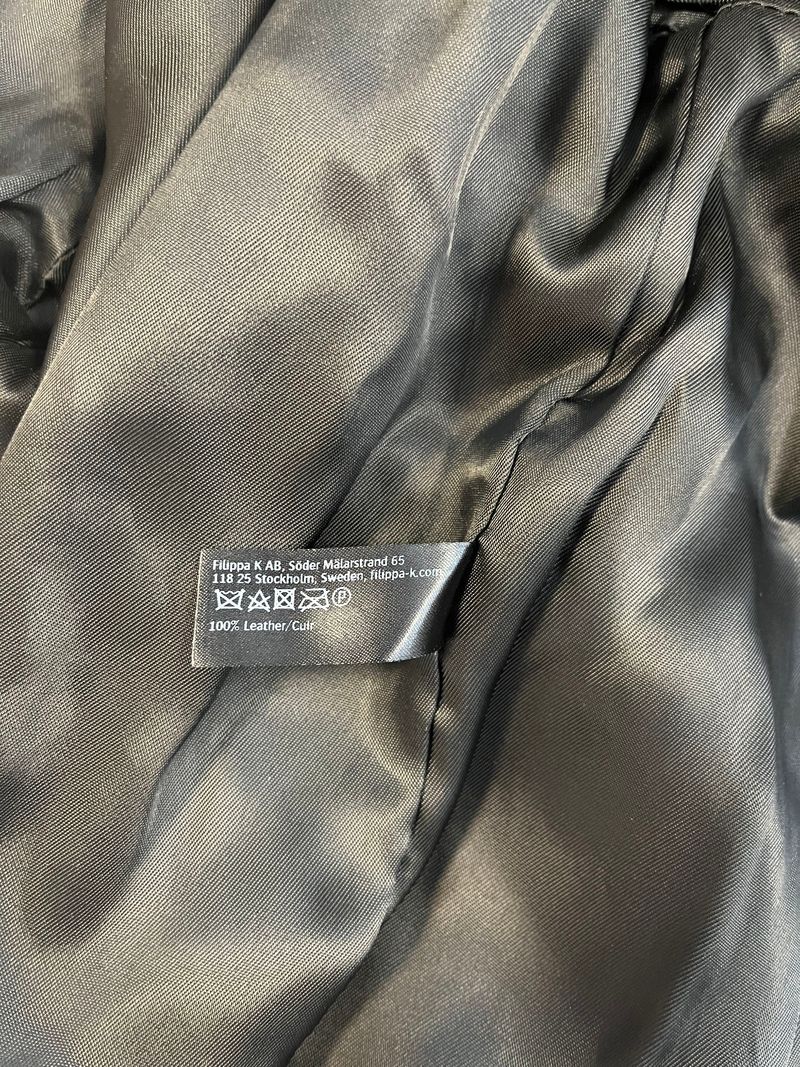 Filippa K AB, Söder Mälarstrand 65
118 25 Stockholm, Sweden, filippa-k.com
P
100% Leather/Cuir